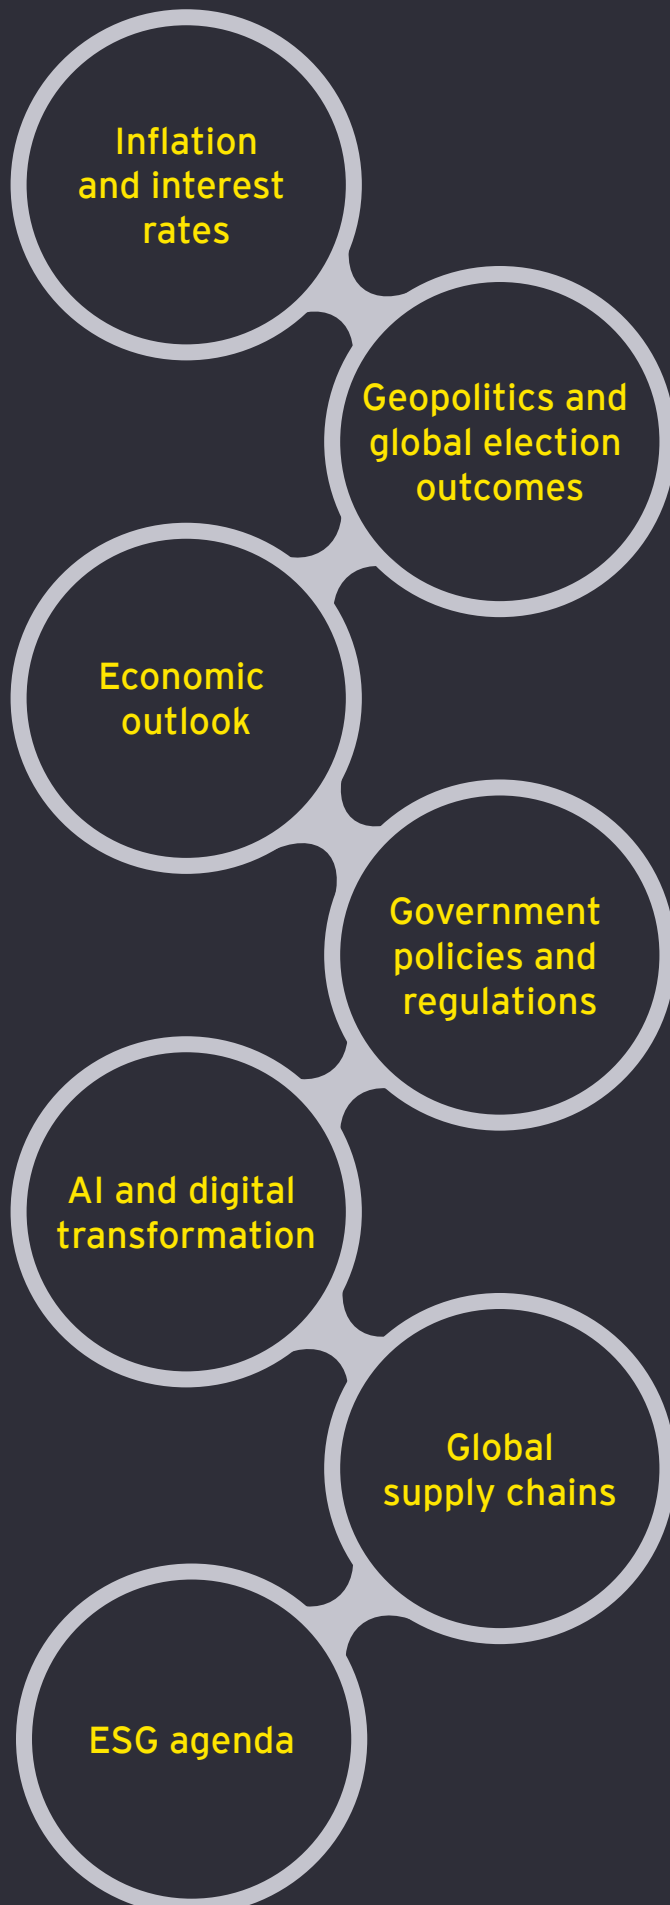 Inflation
and interest
rates
Geopolitics and
global election
outcomes
Economic
outlook
Government
policies and
regulations
AI and digital
transformation
Global
supply chains
ESG agenda